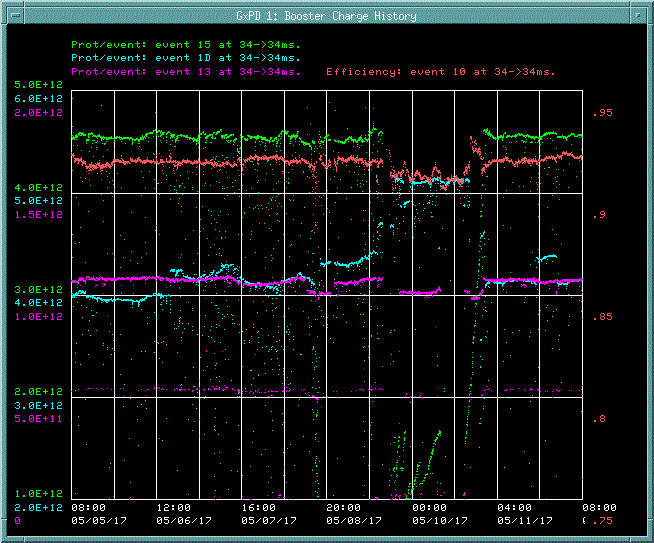 GxPD 1: Booster Charge History
Prot/event: event 15 at 34->34ms.
Prot/event: event 1D at 34->34ms.
Prot/event: event 13 at 34->34ms. Efficiency: event 10 at 34->34ms.
5.0E+12
6.0E+12
2.0E+12 .95
4.0E+12
5.0E+12
1.5E+12 .9
3.0E+12
4.0E+12
1.0E+12 .85
2.0E+12
3.0E+12
5.0E+11 .8
1.0E+12
2.0E+12 08:00 12:00 16:00 20:00 00:00 04:00 08:00
0 05/05/17 05/06/17 05/07/17 05/08/17 05/10/17 05/11/17 .75